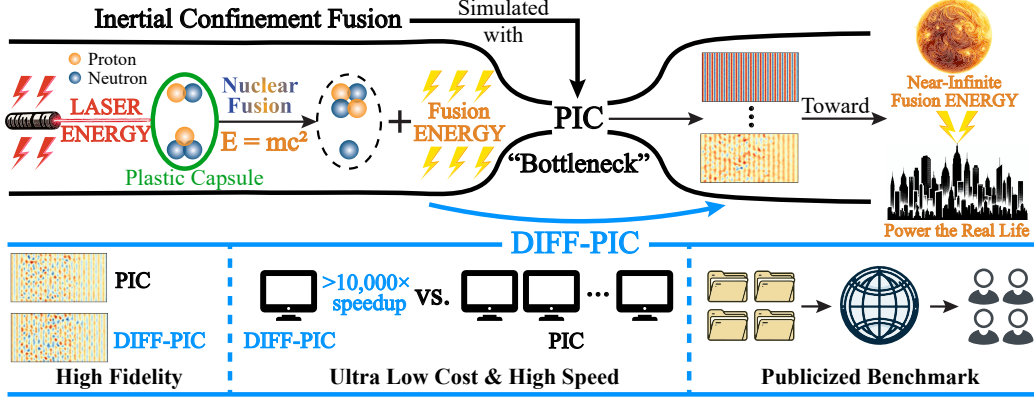 Inertial Confinement Fusion
Simulated
with
Proton
Neutron
LASER
ENERGY
Nuclear
Fusion
E = mc²
Plastic Capsule
+
Fusion
ENERGY
PIC
“Bottleneck”
Toward
Near-Infinite
Fusion ENERGY
Power the Real Life
DIFF-PIC
PIC
DIFF-PIC
High Fidelity
>10,000×
speedup
vs.
DIFF-PIC
PIC
Ultra Low Cost & High Speed
Publicized Benchmark